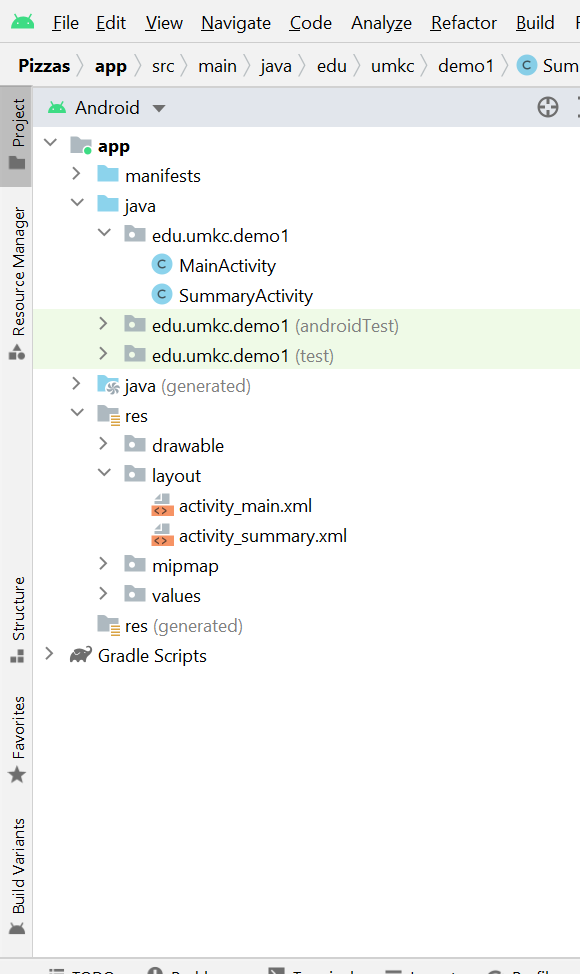 File Edit View Navigate Code Analyze Refactor Build
Pizzas app src main java edu umkc demo1 C Sum
Android
app
manifests
java
edu.umkc.demo1
C MainActivity
C SummaryActivity
edu.umkc.demo1 (androidTest)
edu.umkc.demo1 (test)
java (generated)
res
drawable
layout
activity_main.xml
activity_summary.xml
mipmap
values
res (generated)
Gradle Scripts
Project
Resource Manager
Structure
Favorites
Build Variants
TODO